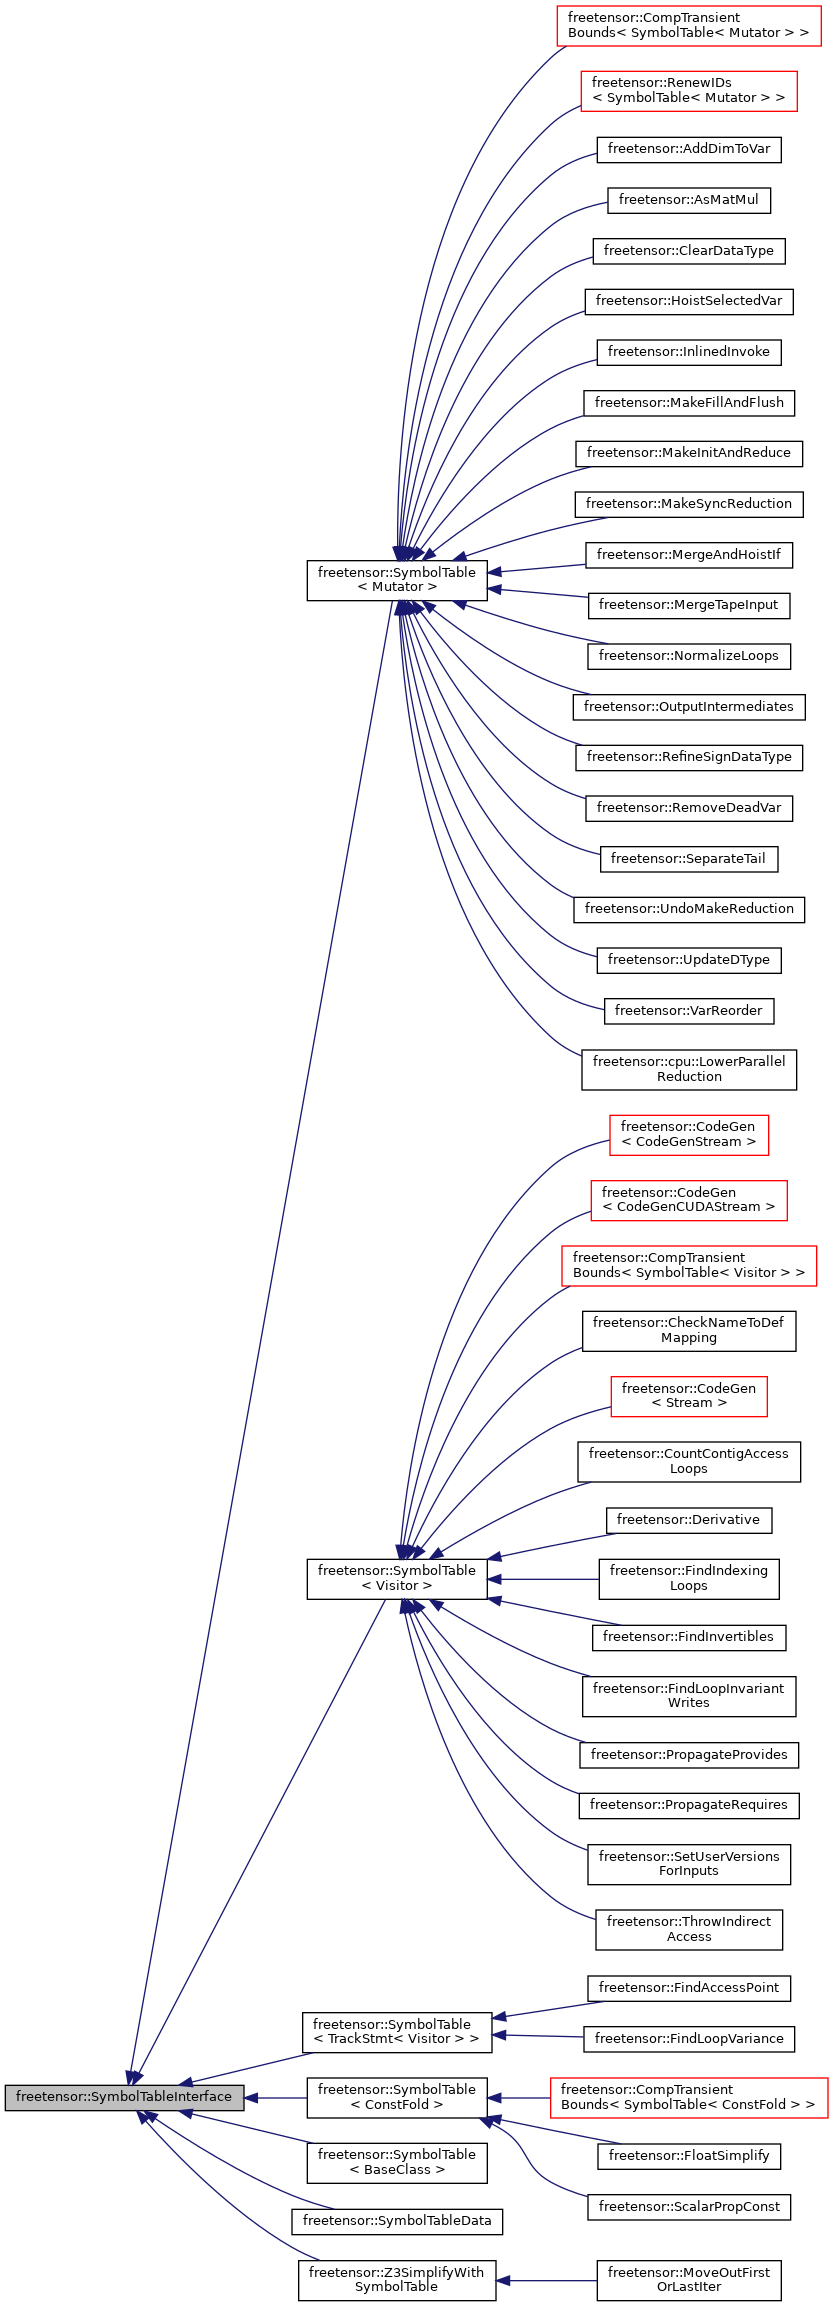 freetensor::CompTransient
Bounds< SymbolTable< Mutator > >
freetensor::RenewIDs
< SymbolTable< Mutator > >
freetensor::AddDimToVar
freetensor::AsMatMul
freetensor::ClearDataType
freetensor::HoistSelectedVar
freetensor::InlinedInvoke
freetensor::MakeFillAndFlush
freetensor::MakeInitAndReduce
freetensor::MakeSyncReduction
freetensor::MergeAndHoistIf
freetensor::SymbolTable
< Mutator >
freetensor::MergeTapeInput
freetensor::NormalizeLoops
freetensor::OutputIntermediates
freetensor::RefineSignDataType
freetensor::RemoveDeadVar
freetensor::SeparateTail
freetensor::UndoMakeReduction
freetensor::UpdateDType
freetensor::VarReorder
freetensor::cpu::LowerParallel
Reduction
freetensor::CodeGen
< CodeGenStream >
freetensor::CodeGen
< CodeGenCUDAStream >
freetensor::CompTransient
Bounds< SymbolTable< Visitor > >
freetensor::CheckNameToDef
Mapping
freetensor::CodeGen
< Stream >
freetensor::CountContigAccess
Loops
freetensor::Derivative
freetensor::SymbolTable
< Visitor >
freetensor::FindIndexing
Loops
freetensor::FindInvertibles
freetensor::FindLoopInvariant
Writes
freetensor::PropagateProvides
freetensor::PropagateRequires
freetensor::SetUserVersions
ForInputs
freetensor::ThrowIndirect
Access
freetensor::FindAccessPoint
freetensor::SymbolTable
< TrackStmt< Visitor > >
freetensor::FindLoopVariance
freetensor::SymbolTableInterface
freetensor::SymbolTable
< ConstFold >
freetensor::CompTransient
Bounds< SymbolTable< ConstFold > >
freetensor::FloatSimplify
freetensor::SymbolTable
< BaseClass >
freetensor::ScalarPropConst
freetensor::SymbolTableData
freetensor::Z3SimplifyWith
SymbolTable
freetensor::MoveOutFirst
OrLastIter